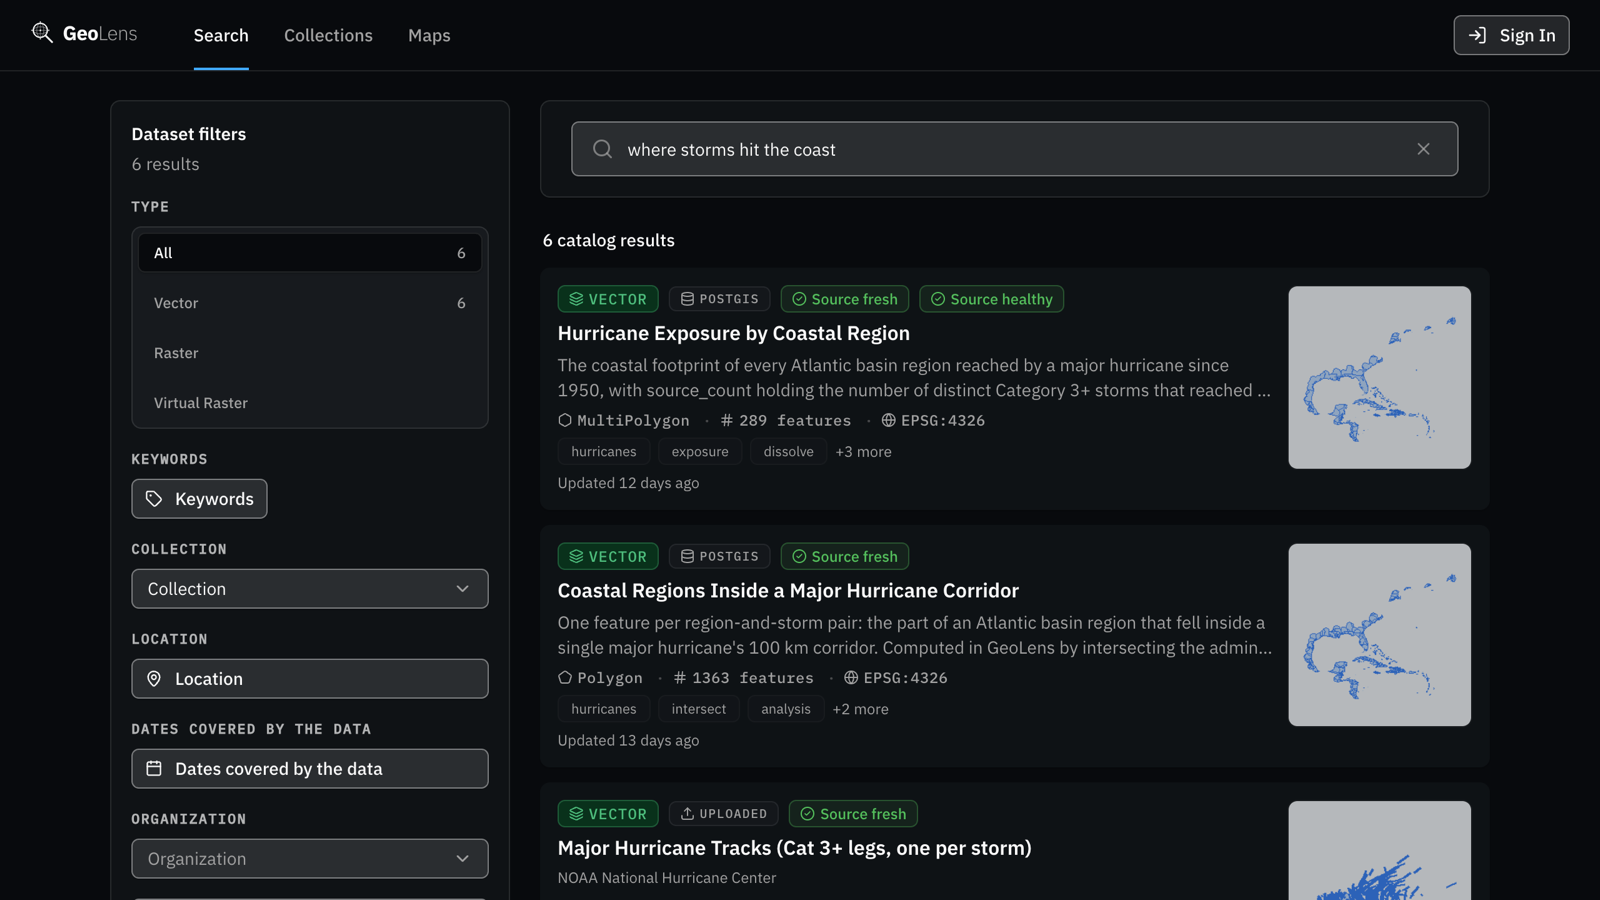 GeoLens
Search
Collections
Maps
Sign In
Dataset filters
6 results
TYPE
All 6
Vector 6
Raster
Virtual Raster
KEYWORDS
Keywords
COLLECTION
Collection
LOCATION
Location
DATES COVERED BY THE DATA
Dates covered by the data
ORGANIZATION
Organization
where storms hit the coast
6 catalog results
VECTOR POSTGIS Source fresh Source healthy
Hurricane Exposure by Coastal Region
The coastal footprint of every Atlantic basin region reached by a major hurricane since
1950, with source_count holding the number of distinct Category 3+ storms that reached ...
MultiPolygon · # 289 features · EPSG:4326
hurricanes exposure dissolve +3 more
Updated 12 days ago
VECTOR POSTGIS Source fresh
Coastal Regions Inside a Major Hurricane Corridor
One feature per region-and-storm pair: the part of an Atlantic basin region that fell inside a
single major hurricane's 100 km corridor. Computed in GeoLens by intersecting the admin...
Polygon · # 1363 features · EPSG:4326
hurricanes intersect analysis +2 more
Updated 13 days ago
VECTOR UPLOADED Source fresh
Major Hurricane Tracks (Cat 3+ legs, one per storm)
NOAA National Hurricane Center